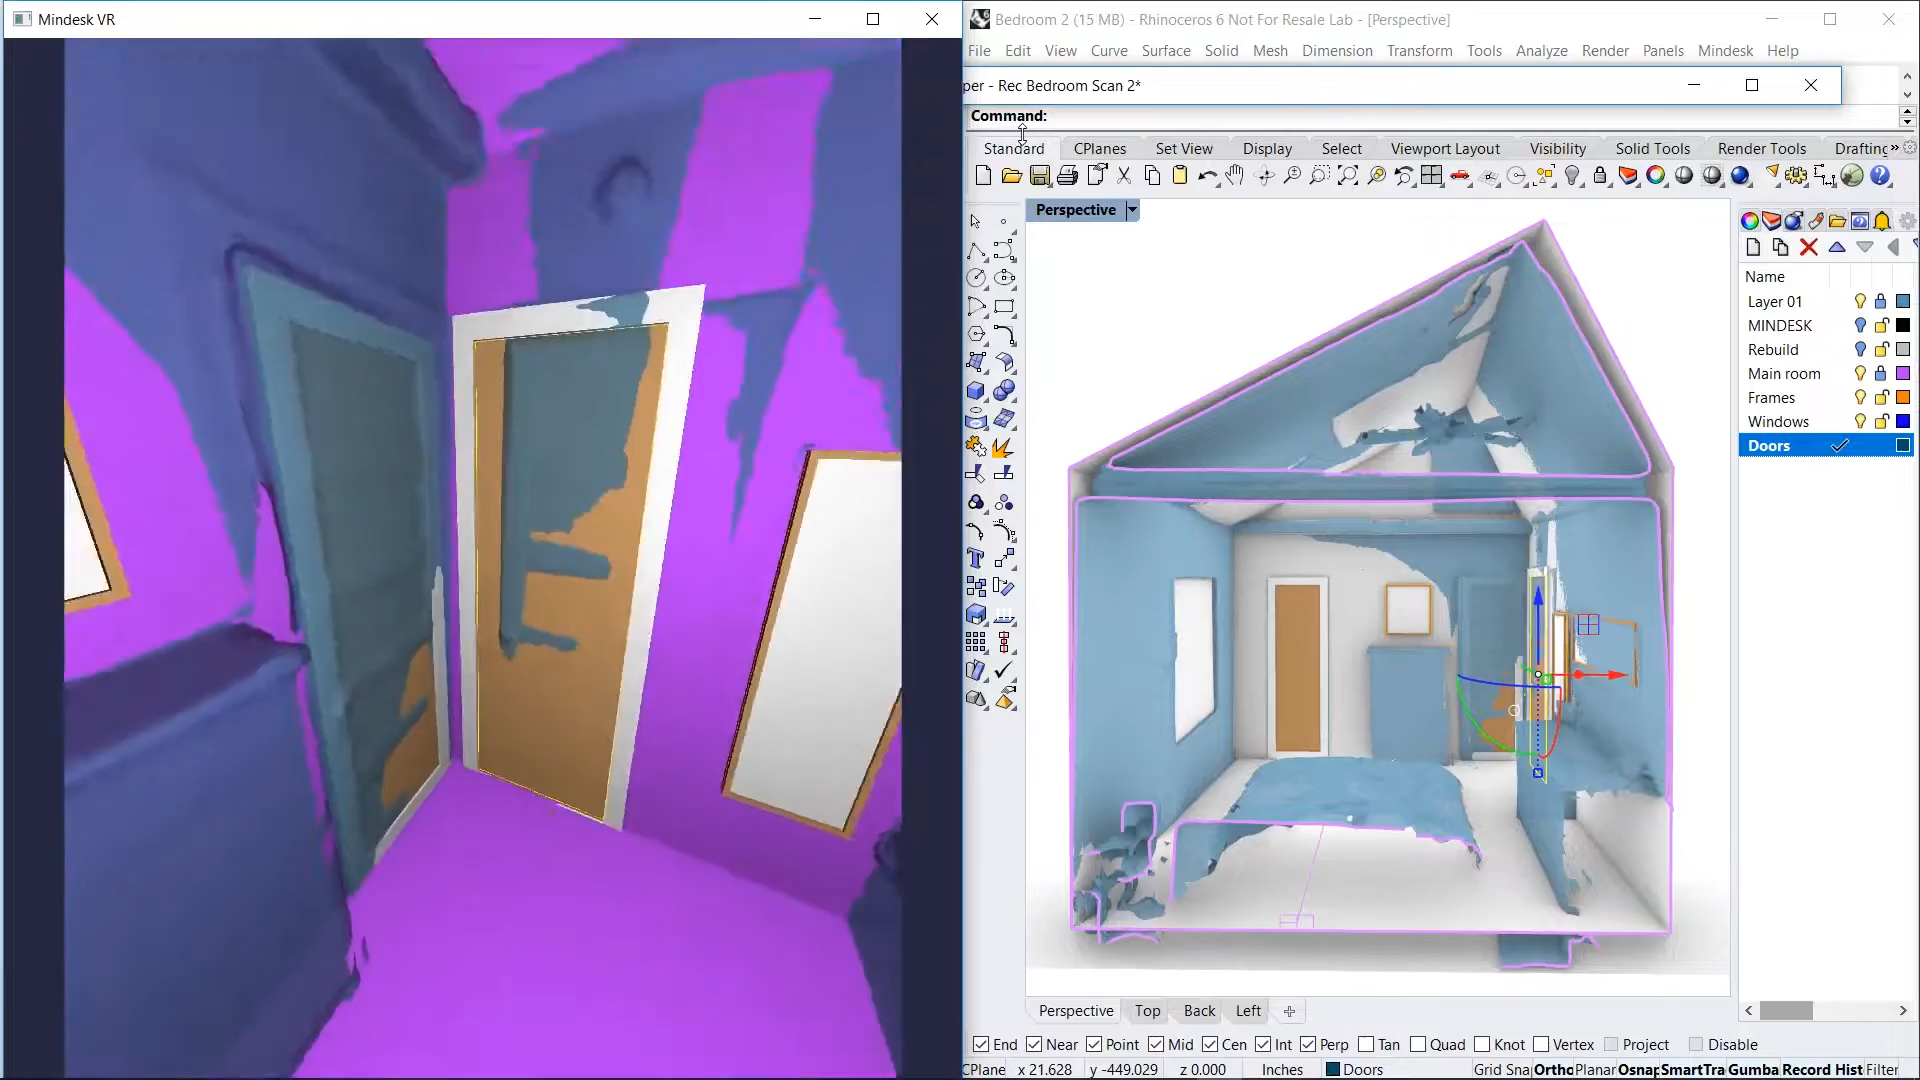 Mindesk VR
Bedroom 2 (15 MB) - Rhinoceros 6 Not For Resale Lab - [Perspective]
File Edit View Curve Surface Solid Mesh Dimension Transform Tools Analyze Render Panels Mindesk Help
per - Rec Bedroom Scan 2*
Command:
Standard CPlanes Set View Display Select Viewport Layout Visibility Solid Tools Render Tools Drafting »
Perspective
Name
Layer 01
MINDESK
Rebuild
Main room
Frames
Windows
Doors
Perspective Top Back Left
End Near Point Mid Cen Int Perp Tan Quad Knot Vertex Project Disable
CPlane x 21.628 y -449.029 z 0.000 Inches Doors Grid Sna Ortho Planar Osnap SmartTra Gumba Record Hist Filter